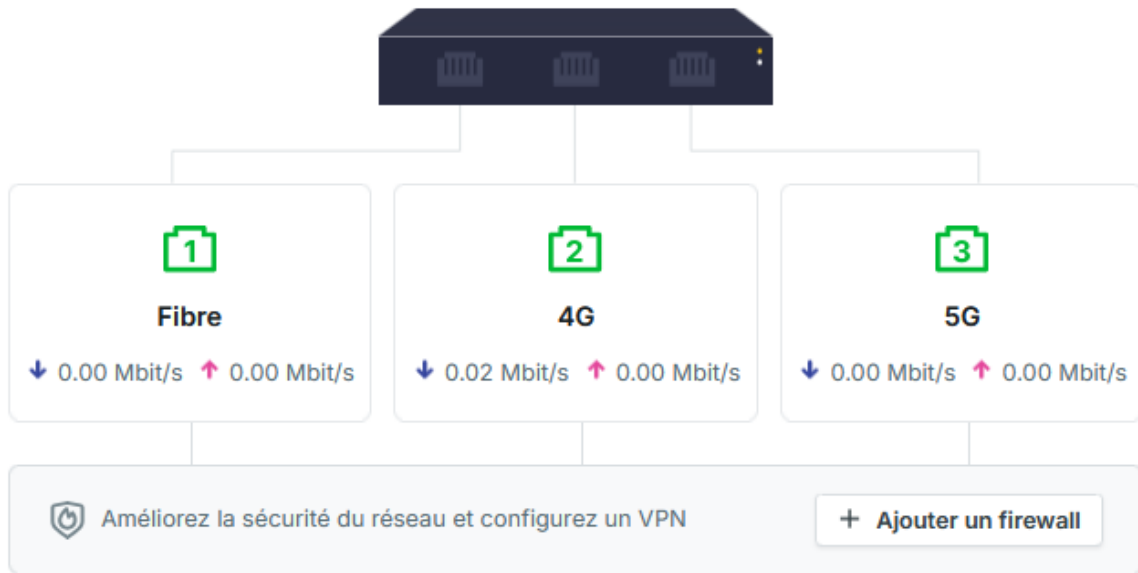 1
Fibre
↓ 0.00 Mbit/s ↑ 0.00 Mbit/s
2
4G
↓ 0.02 Mbit/s ↑ 0.00 Mbit/s
3
5G
↓ 0.00 Mbit/s ↑ 0.00 Mbit/s
Améliorez la sécurité du réseau et configurez un VPN
+ Ajouter un firewall